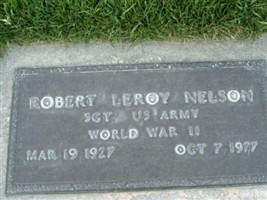 ROBERT LEROY NELSON
SGT US ARMY
WORLD WAR II
MAR 19 1927 OCT 7 1977